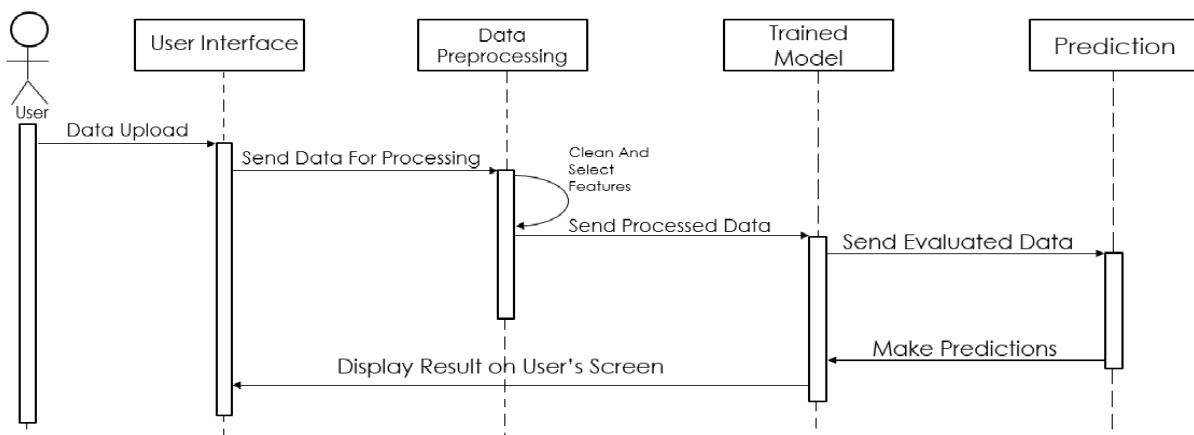 User Interface
Data
Preprocessing
Trained
Model
Prediction
User
Data Upload
Send Data For Processing
Clean And
Select
Features
Send Processed Data
Send Evaluated Data
Make Predictions
Display Result on User's Screen